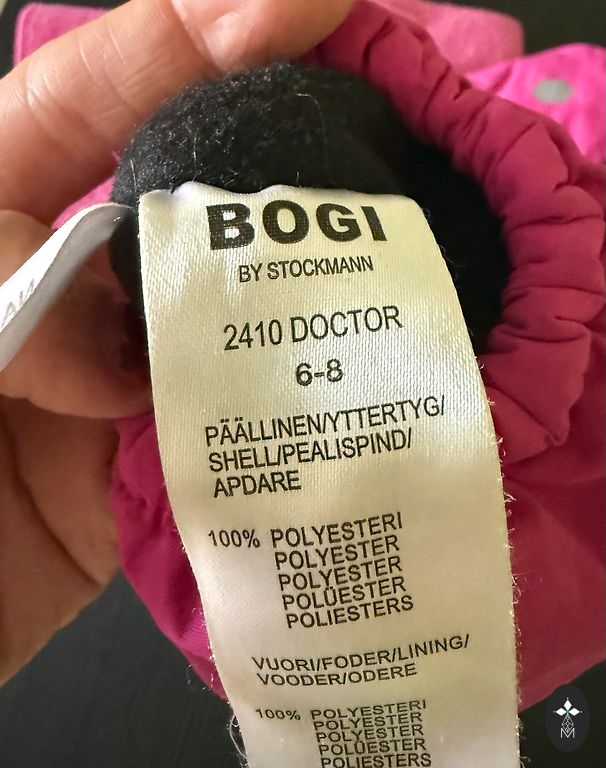 BOGI
BY STOCKMANN
2410 DOCTOR
6-8
PÄÄLLINEN/YTTERTYG/
SHELL/PEALISPIND/
APDARE
100% POLYESTERI
POLYESTER
POLYESTER
POLÜESTER
POLIESTERS
VUORI/FODER/LINING/
VOODER/ODERE
100% POLYESTERI
POLYESTER
POLYESTER
POLÜESTER
POLIESTERS
M